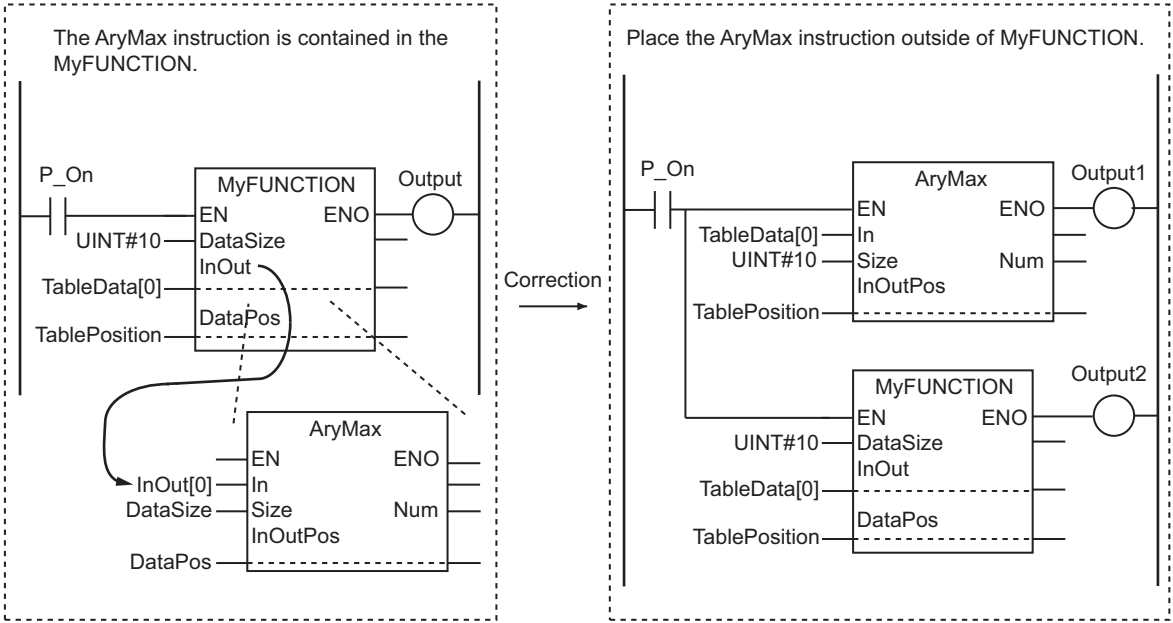 The AryMax instruction is contained in the
MyFUNCTION.
P_On
MyFUNCTION
Output
EN
ENO
UINT#10
DataSize
InOut
TableData[0]
DataPos
TablePosition
AryMax
EN
ENO
InOut[0]
In
DataSize
Size
Num
InOutPos
DataPos
Correction
Place the AryMax instruction outside of MyFUNCTION.
P_On
AryMax
Output1
EN
ENO
TableData[0]
In
UINT#10
Size
Num
InOutPos
TablePosition
MyFUNCTION
Output2
EN
ENO
UINT#10
DataSize
InOut
TableData[0]
DataPos
TablePosition